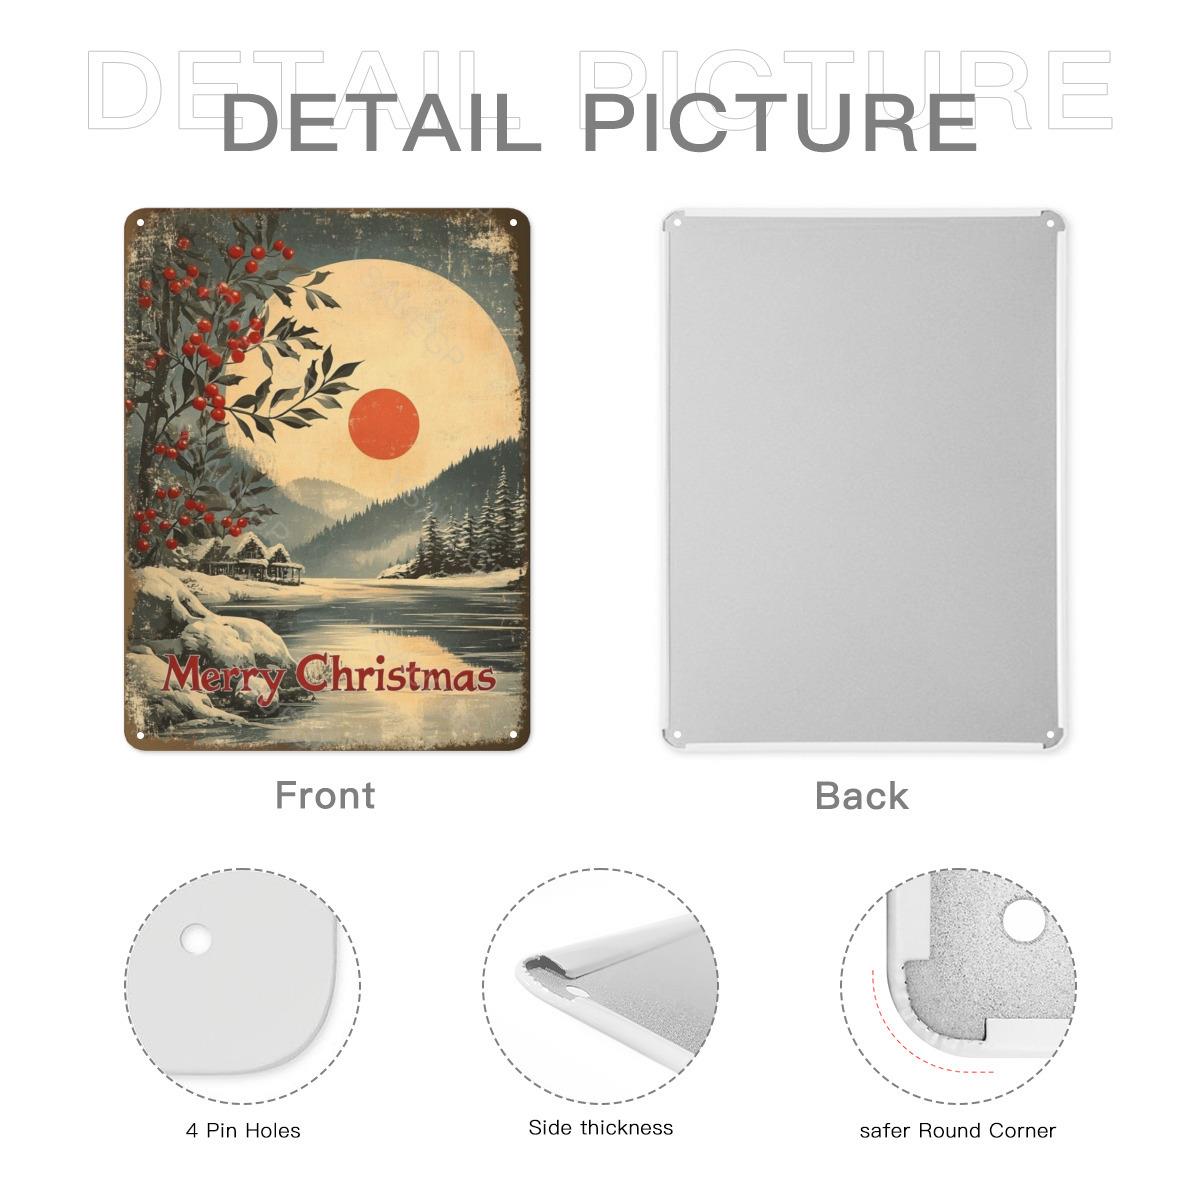 DETAIL PICTURE
DETAIL PICTURE
Merry Christmas
Front
Back
4 Pin Holes
Side thickness
safer Round Corner